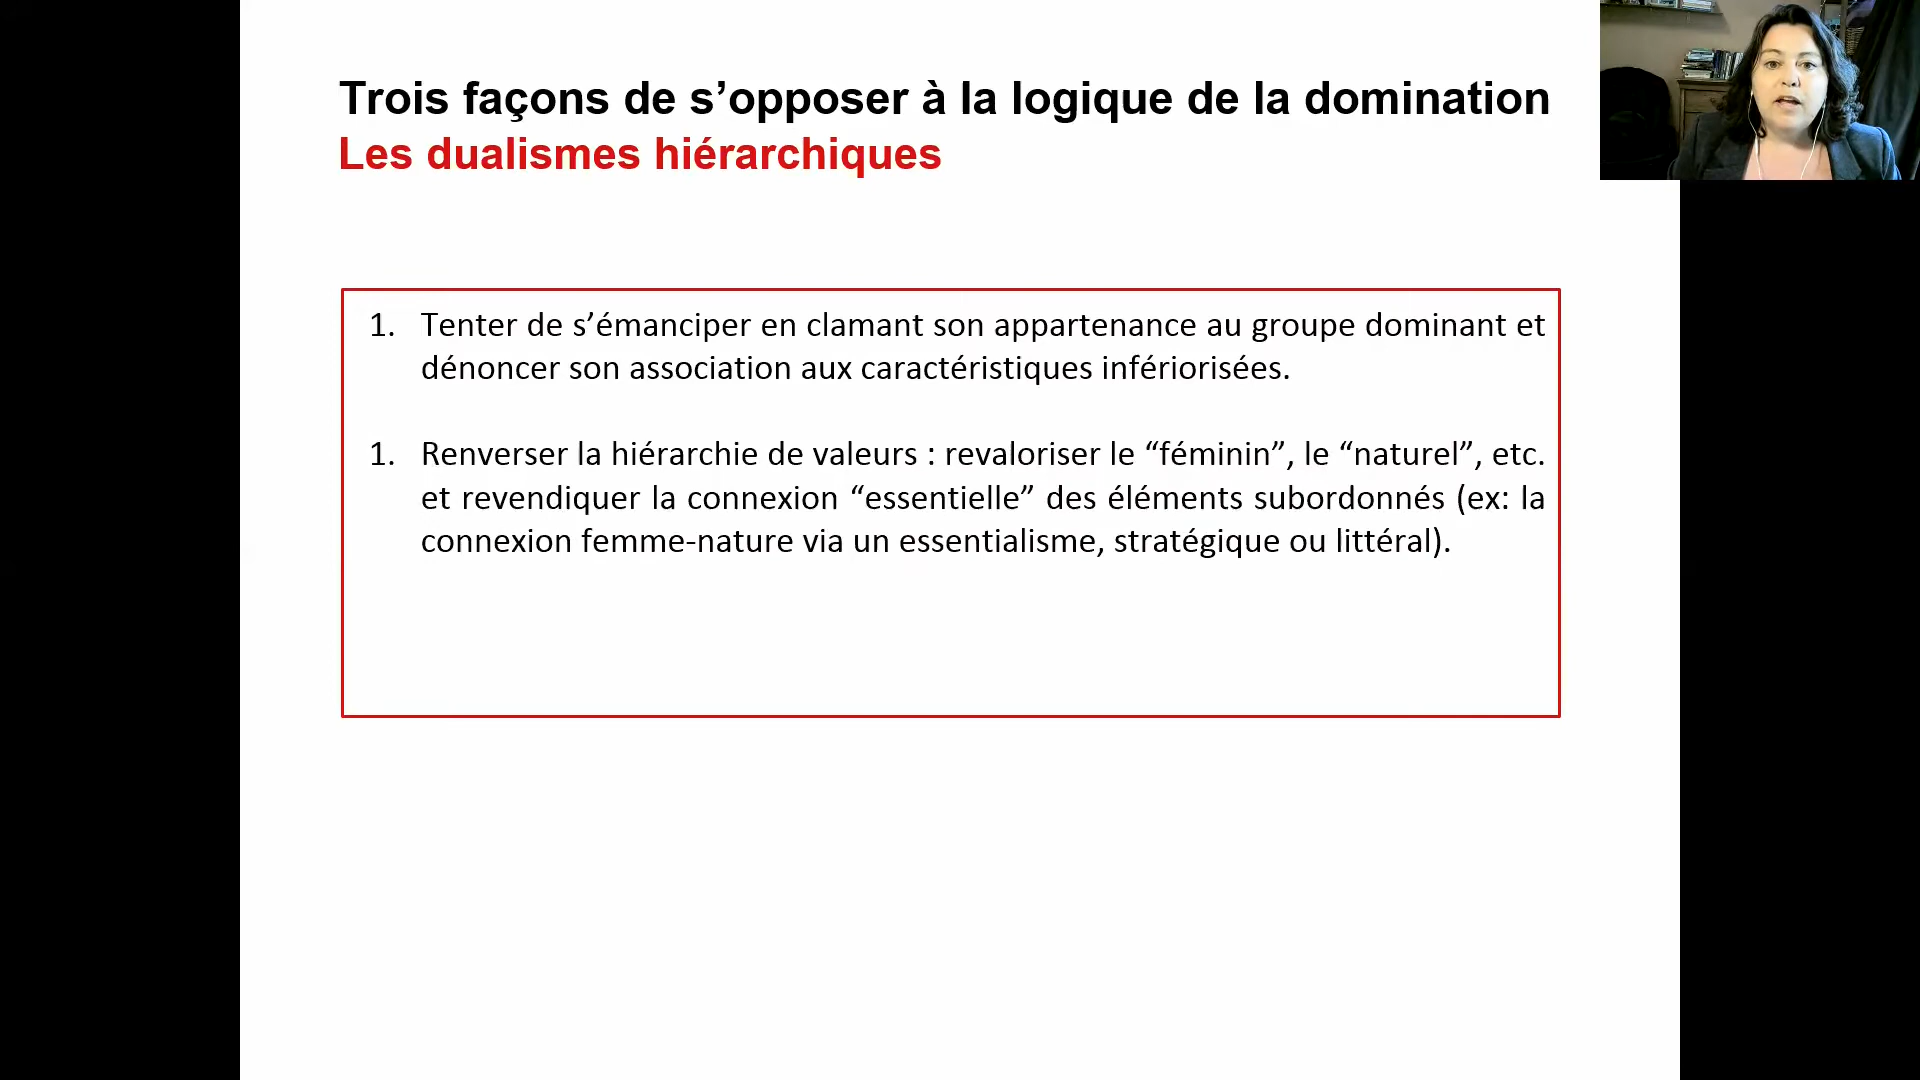 Trois façons de s’opposer à la logique de la domination
Les dualismes hiérarchiques
1. Tenter de s’émanciper en clamant son appartenance au groupe dominant et
dénoncer son association aux caractéristiques infériorisées.
1. Renverser la hiérarchie de valeurs : revaloriser le “féminin”, le “naturel”, etc.
et revendiquer la connexion “essentielle” des éléments subordonnés (ex: la
connexion femme-nature via un essentialisme, stratégique ou littéral).